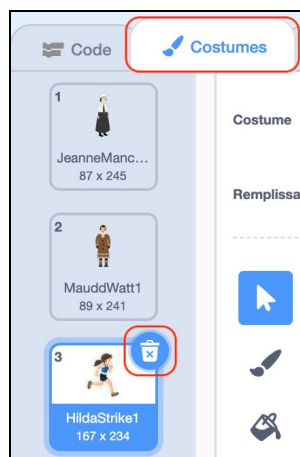 Code
Costumes
1
JeanneManc...
87 x 245
2
MauddWatt1
89 x 241
3
HildaStrike1
167 x 234
Costume
Remplissa